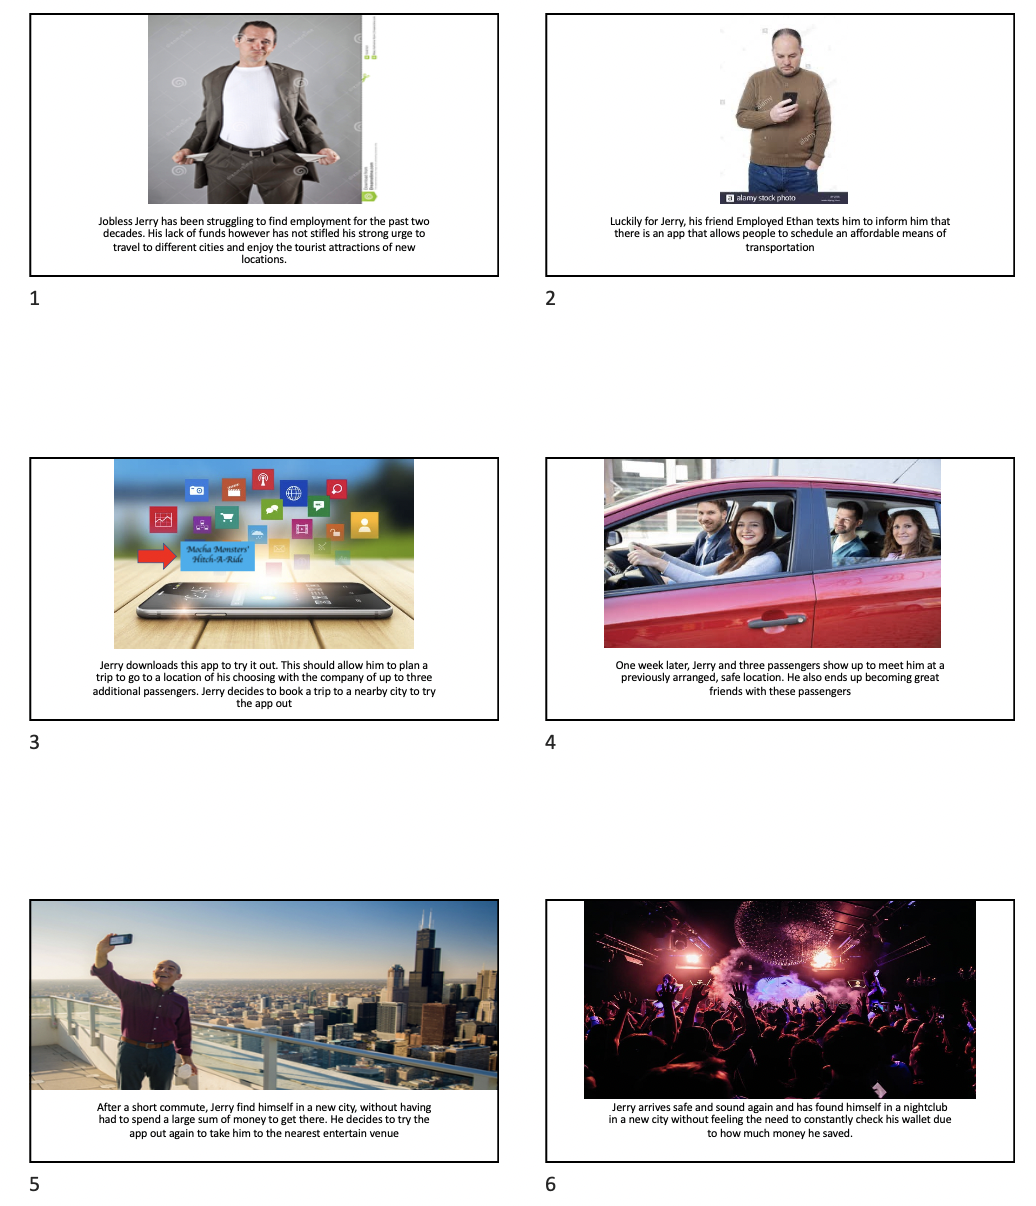 Jobless Jerry has been struggling to find employment for the past two
decades. His lack of funds however has not stifled his strong urge to
travel to different cities and enjoy the tourist attractions of new
locations.
1
alamy
alamy
a alamy stock photo
Luckily for Jerry, his friend Employed Ethan texts him to inform him that
there is an app that allows people to schedule an affordable means of
transportation
2
Mocha Monsters'
Hitch-A-Ride
Jerry downloads this app to try it out. This should allow him to plan a
trip to go to a location of his choosing with the company of up to three
additional passengers. Jerry decides to book a trip to a nearby city to try
the app out
3
One week later, Jerry and three passengers show up to meet him at a
previously arranged, safe location. He also ends up becoming great
friends with these passengers
4
After a short commute, Jerry find himself in a new city, without having
had to spend a large sum of money to get there. He decides to try the
app out again to take him to the nearest entertain venue
5
Jerry arrives safe and sound again and has found himself in a nightclub
in a new city without feeling the need to constantly check his wallet due
to how much money he saved.
6